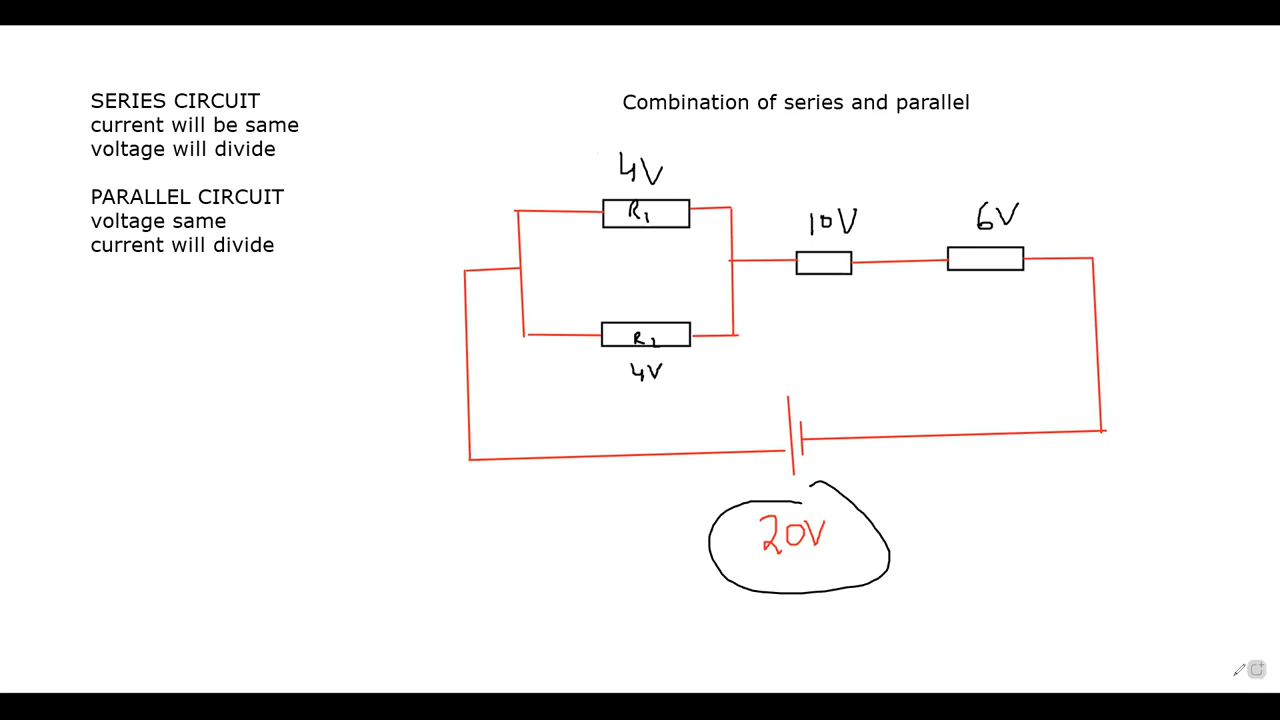 SERIES CIRCUIT
current will be same
voltage will divide
PARALLEL CIRCUIT
voltage same
current will divide
Combination of series and parallel
4V
R1
10V
6V
R2
4V
20V